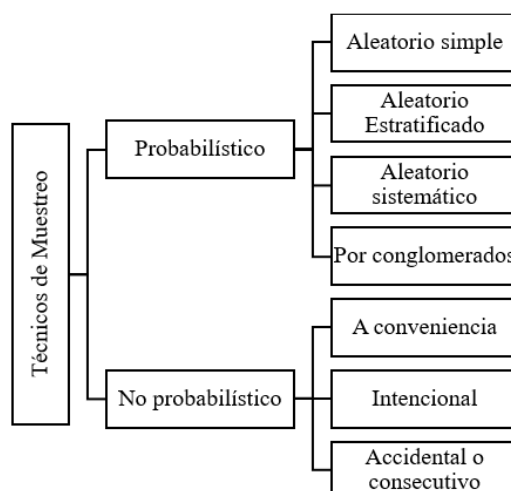 Técnicos de Muestreo
Probabilístico
Aleatorio simple
Aleatorio
Estratificado
Aleatorio
sistemático
Por conglomerados
No probabilístico
A conveniencia
Intencional
Accidental o
consecutivo